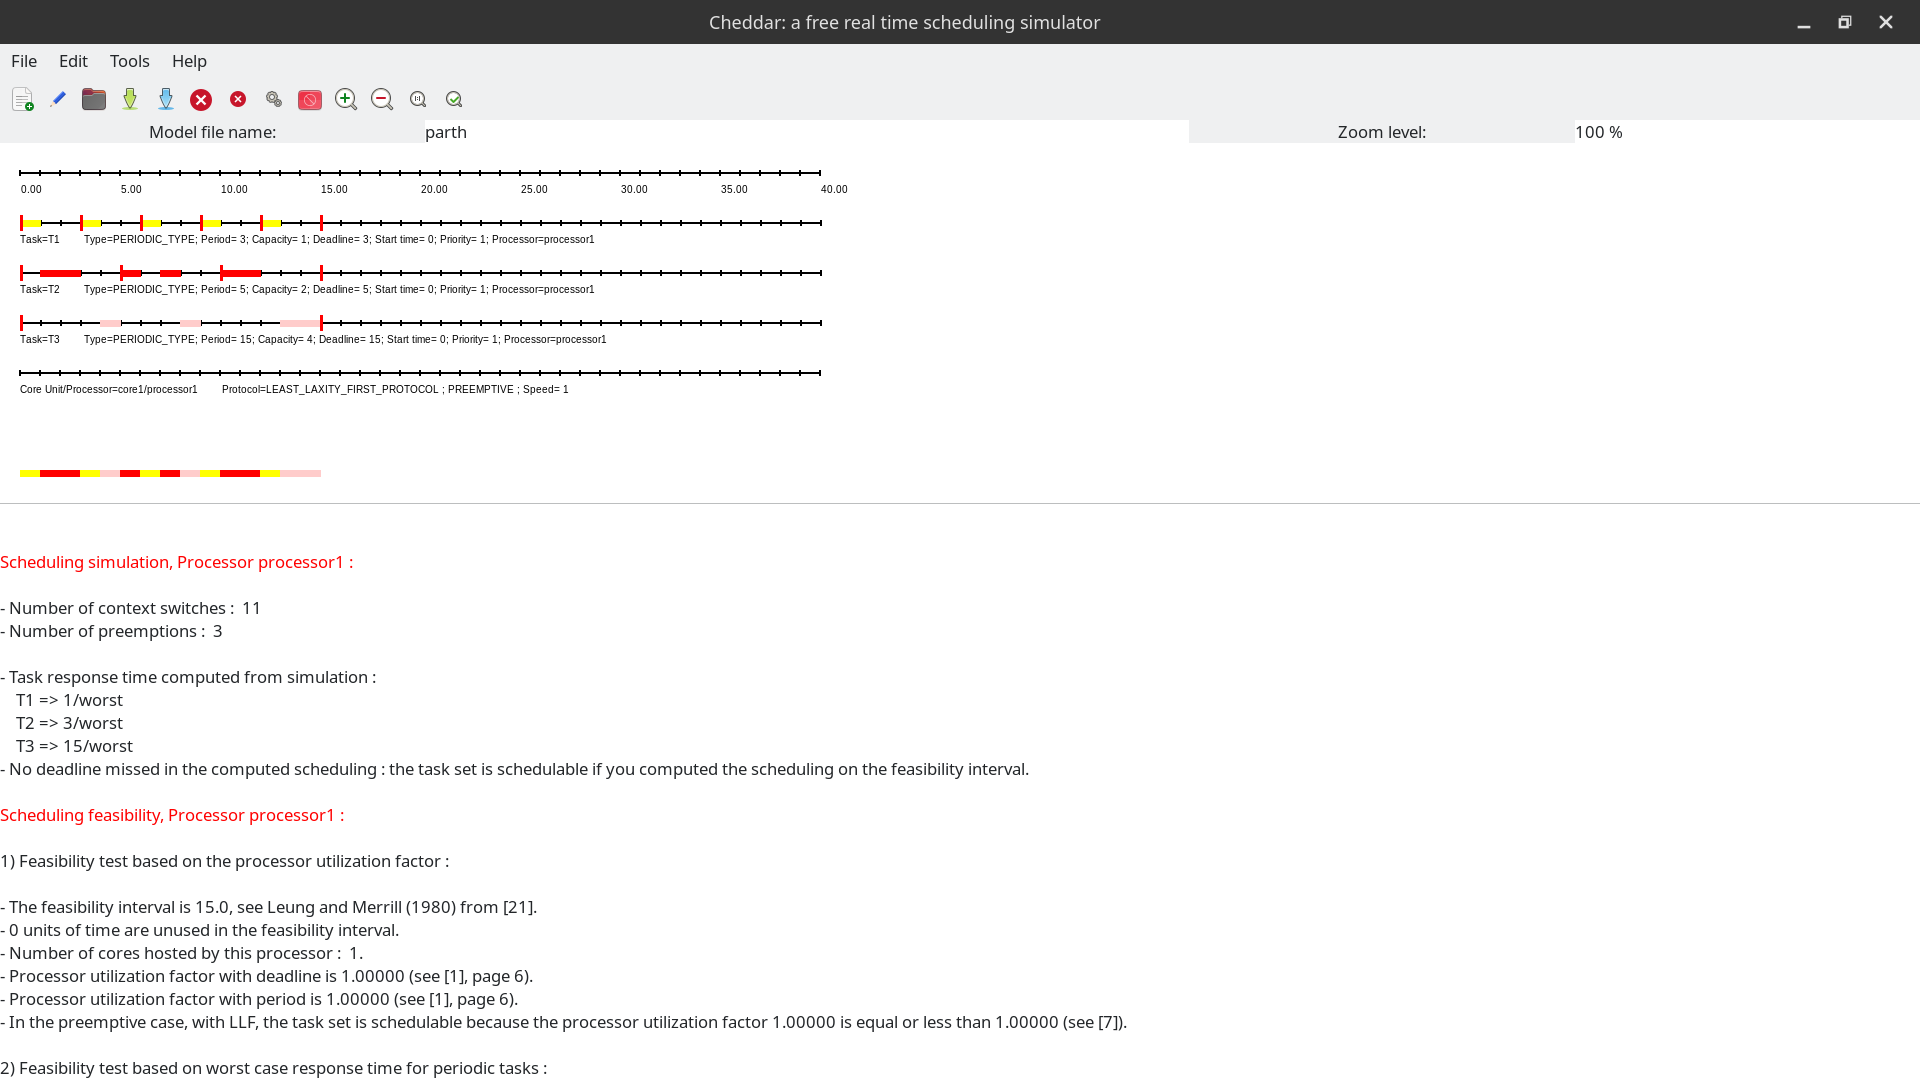 Cheddar: a free real time scheduling simulator
File Edit Tools Help
Model file name: parth Zoom level: 100 %
0.00 5.00 10.00 15.00 20.00 25.00 30.00 35.00 40.00
Task=T1 Type=PERIODIC_TYPE; Period= 3; Capacity= 1; Deadline= 3; Start time= 0; Priority= 1; Processor=processor1
Task=T2 Type=PERIODIC_TYPE; Period= 5; Capacity= 2; Deadline= 5; Start time= 0; Priority= 1; Processor=processor1
Task=T3 Type=PERIODIC_TYPE; Period= 15; Capacity= 4; Deadline= 15; Start time= 0; Priority= 1; Processor=processor1
Core Unit/Processor=core1/processor1 Protocol=LEAST_LAXITY_FIRST_PROTOCOL ; PREEMPTIVE ; Speed= 1
Scheduling simulation, Processor processor1 :
- Number of context switches : 11
- Number of preemptions : 3
- Task response time computed from simulation :
T1 => 1/worst
T2 => 3/worst
T3 => 15/worst
- No deadline missed in the computed scheduling : the task set is schedulable if you computed the scheduling on the feasibility interval.
Scheduling feasibility, Processor processor1 :
1) Feasibility test based on the processor utilization factor :
- The feasibility interval is 15.0, see Leung and Merrill (1980) from [21].
- 0 units of time are unused in the feasibility interval.
- Number of cores hosted by this processor : 1.
- Processor utilization factor with deadline is 1.00000 (see [1], page 6).
- Processor utilization factor with period is 1.00000 (see [1], page 6).
- In the preemptive case, with LLF, the task set is schedulable because the processor utilization factor 1.00000 is equal or less than 1.00000 (see [7]).
2) Feasibility test based on worst case response time for periodic tasks :